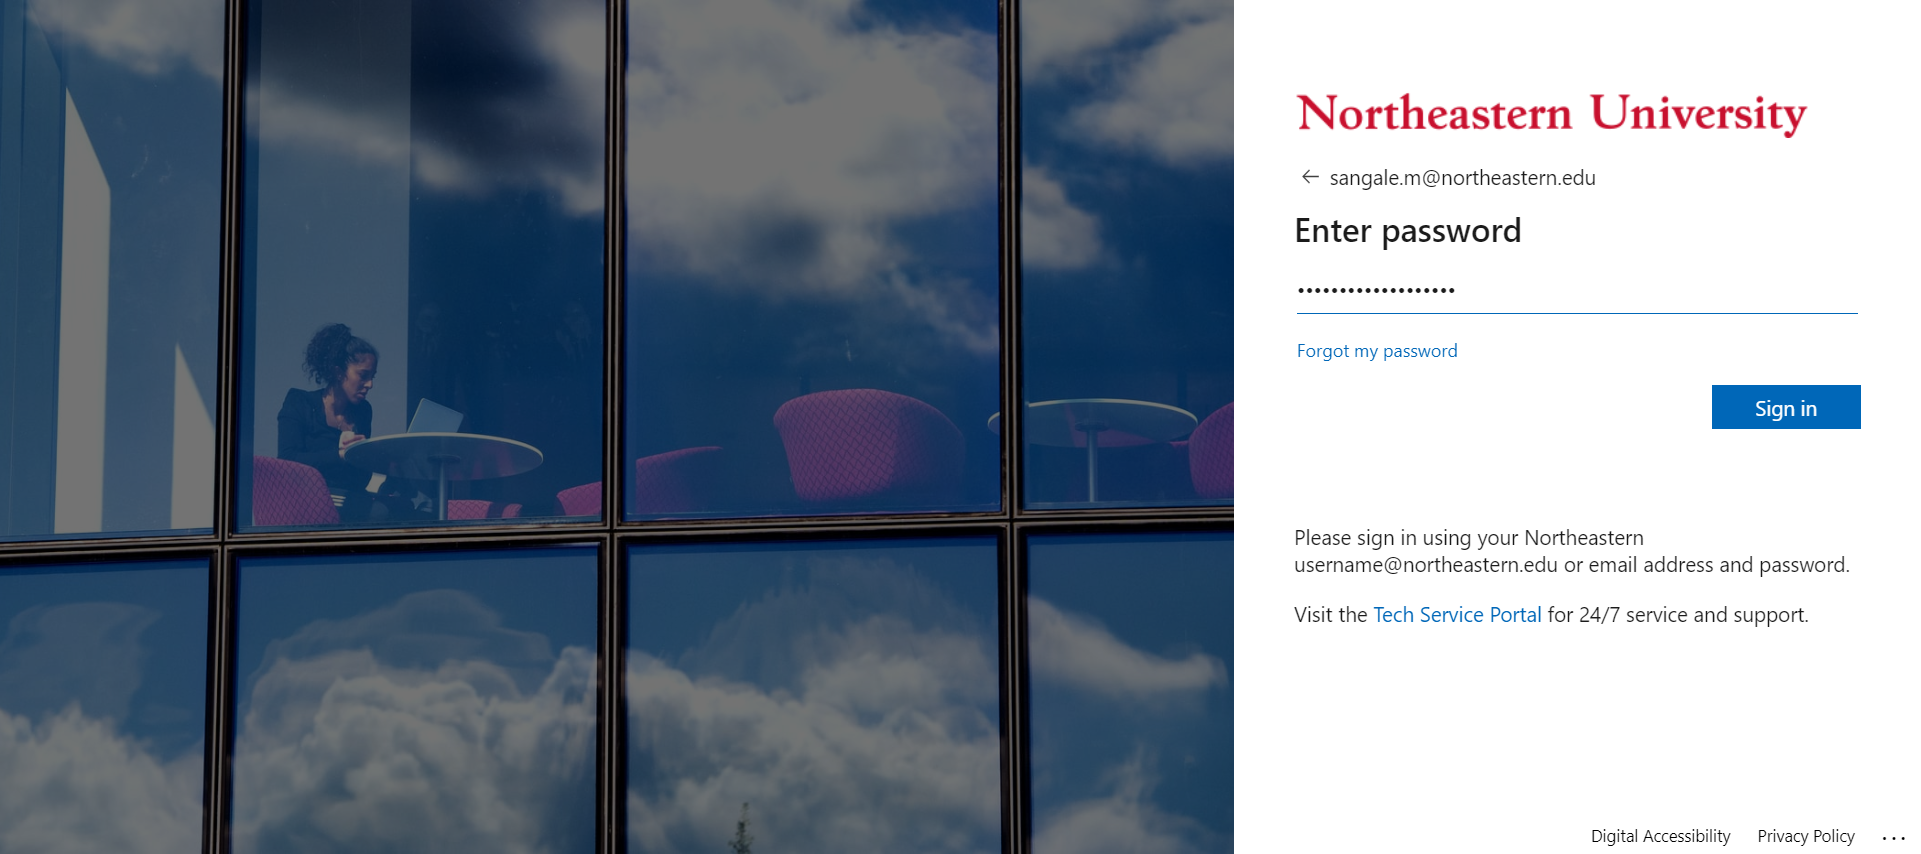 Northeastern University
sangale.m@northeastern.edu
Enter password
•••••••••••••••••••
Forgot my password
Sign in
Please sign in using your Northeastern
username@northeastern.edu or email address and password.
Visit the Tech Service Portal for 24/7 service and support.
Digital Accessibility Privacy Policy ...